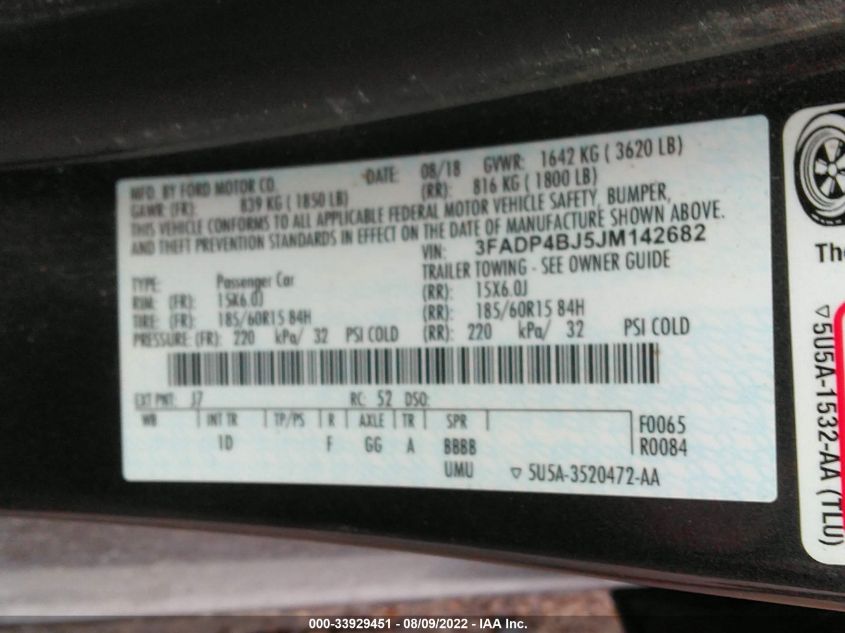 MFD. BY FORD MOTOR CO. DATE: 08/18 GVWR: 1642 KG ( 3620 LB)
GAWR (FR): 839 KG ( 1850 LB) (RR): 816 KG ( 1800 LB)
THIS VEHICLE CONFORMS TO ALL APPLICABLE FEDERAL MOTOR VEHICLE SAFETY, BUMPER,
AND THEFT PREVENTION STANDARDS IN EFFECT ON THE DATE OF MANUFACTURE SHOWN ABOVE.
VIN: 3FADP4BJ5JM142682
TYPE: Passenger Car TRAILER TOWING - SEE OWNER GUIDE
RIM: (FR): 15X6.0J (RR): 15X6.0J
TIRE: (FR): 185/60R15 84H (RR): 185/60R15 84H
PRESSURE: (FR): 220 kPa/ 32 PSI COLD (RR): 220 kPa/ 32 PSI COLD
EXT PNT: J7 RC: 52 DSO:
WB INT TR TP/PS R AXLE TR SPR F0065
1D F GG A BBBB R0084
UMU ▽ 5U5A-3520472-AA
The
▽5U5A-1532-AA (TLU)
000-33929451 - 08/09/2022 - IAA Inc.